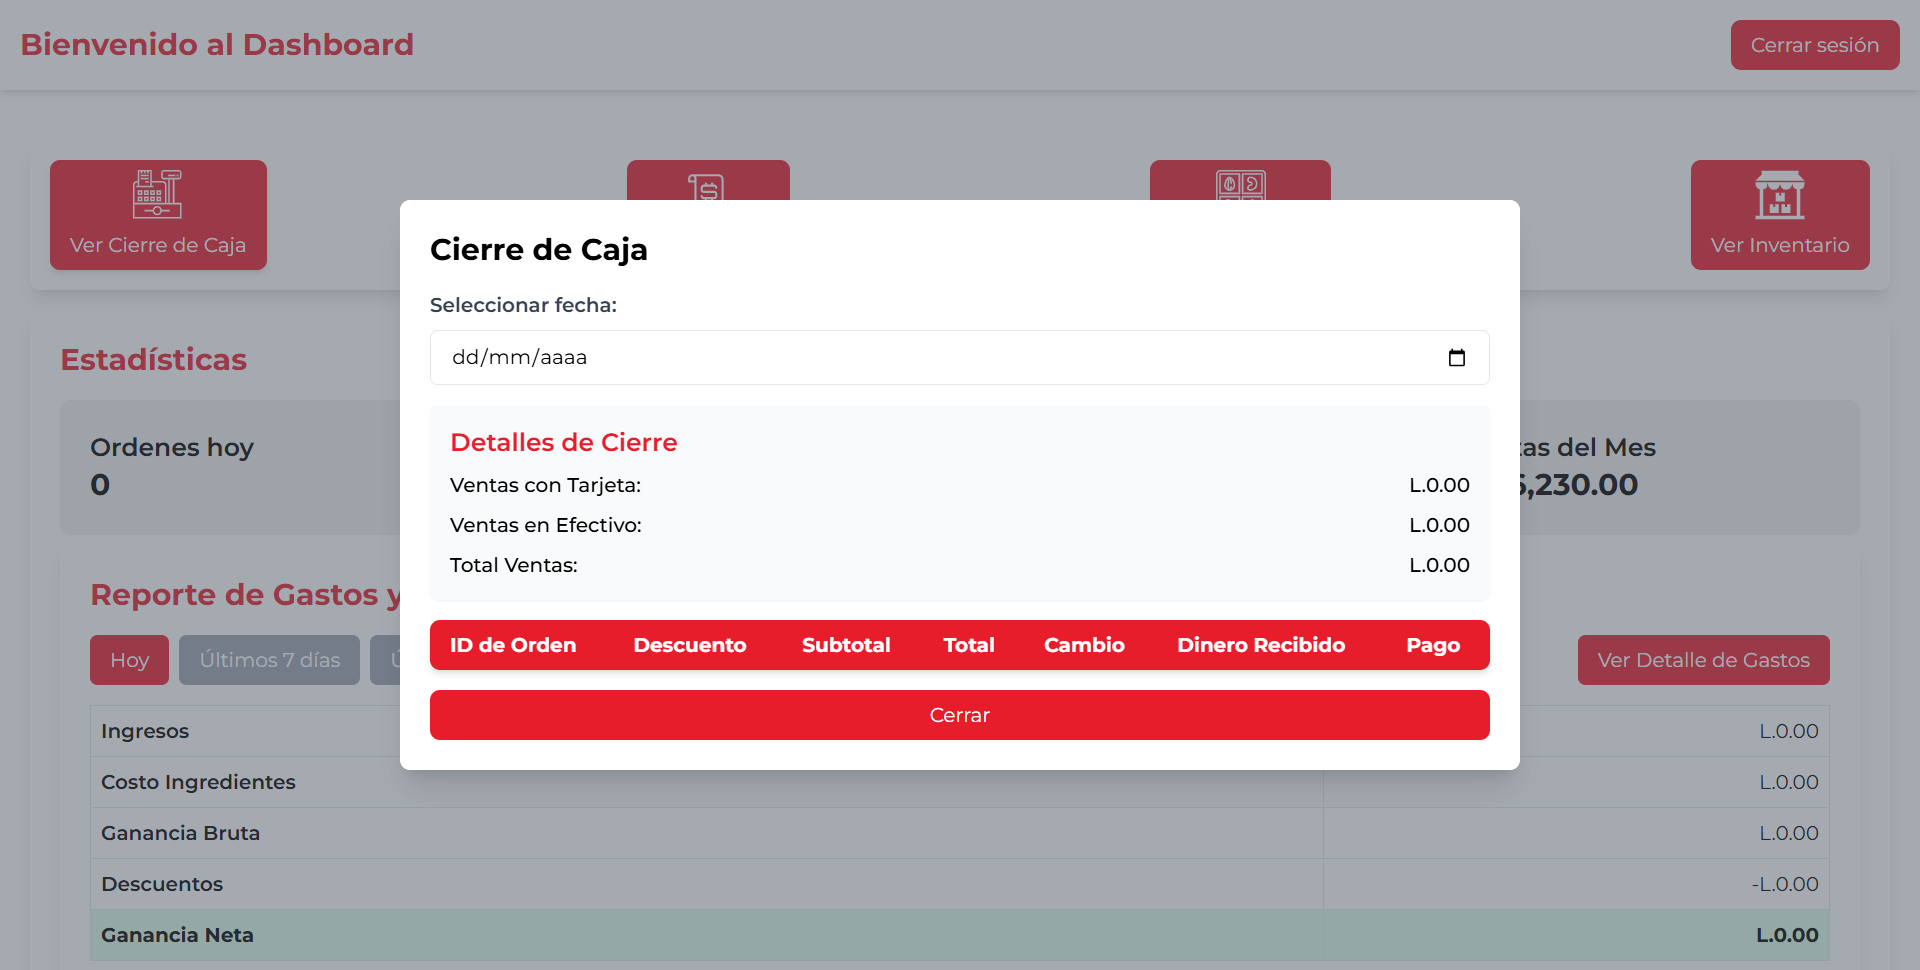 Bienvenido al Dashboard
Cerrar sesión
Ver Cierre de Caja
Ver Inventario
Cierre de Caja
Seleccionar fecha:
dd/mm/aaaa
Detalles de Cierre
Ventas con Tarjeta: L.0.00
Ventas en Efectivo: L.0.00
Total Ventas: L.0.00
ID de Orden Descuento Subtotal Total Cambio Dinero Recibido Pago
Cerrar
Estadísticas
Ordenes hoy
0
del Mes
,230.00
Reporte de Gastos y
Hoy
Últimos 7 días
Ver Detalle de Gastos
Ingresos L.0.00
Costo Ingredientes L.0.00
Ganancia Bruta L.0.00
Descuentos -L.0.00
Ganancia Neta L.0.00